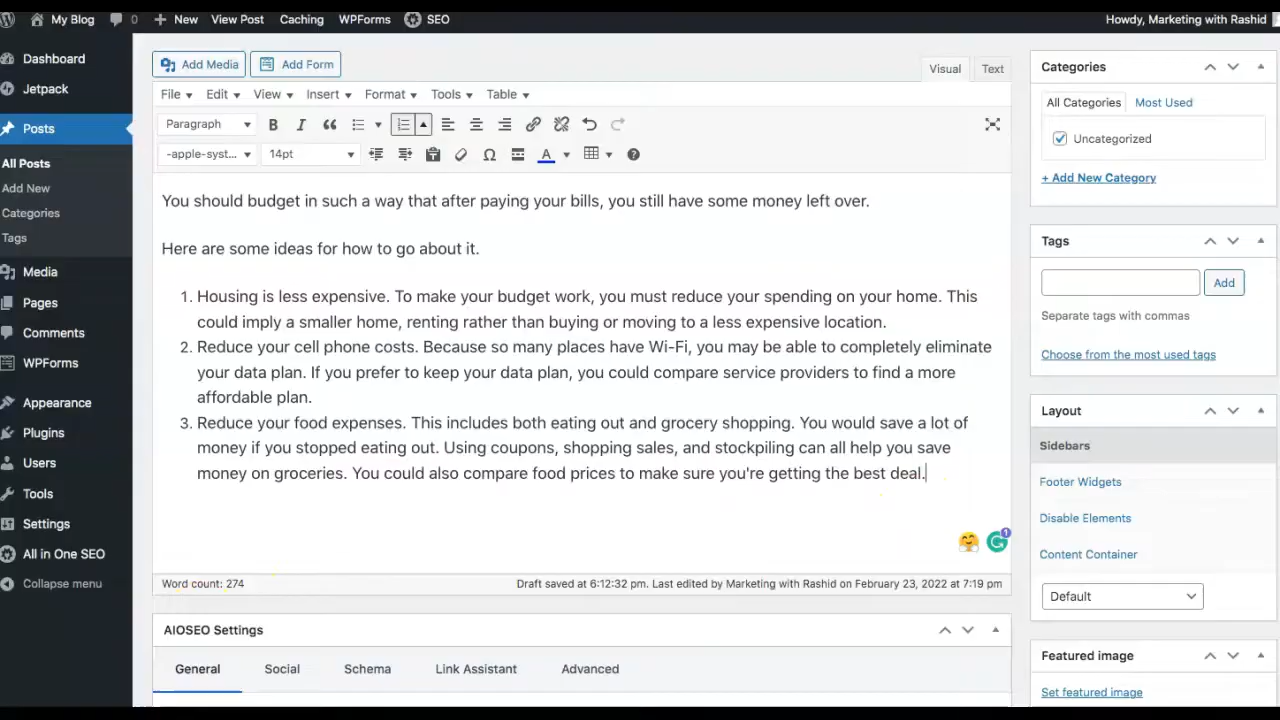 My Blog 0 New View Post Caching WPForms SEO Howdy, Marketing with Rashid
Dashboard
Jetpack
Posts
All Posts
Add New
Categories
Tags
Media
Pages
Comments
WPForms
Appearance
Plugins
Users
Tools
Settings
All in One SEO
Collapse menu
Add Media Add Form
Visual Text
File Edit View Insert Format Tools Table
Paragraph
-apple-syst... 14pt
You should budget in such a way that after paying your bills, you still have some money left over.
Here are some ideas for how to go about it.
1. Housing is less expensive. To make your budget work, you must reduce your spending on your home. This
could imply a smaller home, renting rather than buying or moving to a less expensive location.
2. Reduce your cell phone costs. Because so many places have Wi-Fi, you may be able to completely eliminate
your data plan. If you prefer to keep your data plan, you could compare service providers to find a more
affordable plan.
3. Reduce your food expenses. This includes both eating out and grocery shopping. You would save a lot of
money if you stopped eating out. Using coupons, shopping sales, and stockpiling can all help you save
money on groceries. You could also compare food prices to make sure you're getting the best deal.
1
Word count: 274 Draft saved at 6:12:32 pm. Last edited by Marketing with Rashid on February 23, 2022 at 7:19 pm
AIOSEO Settings
General Social Schema Link Assistant Advanced
Categories
All Categories Most Used
Uncategorized
+ Add New Category
Tags
Add
Separate tags with commas
Choose from the most used tags
Layout
Sidebars
Footer Widgets
Disable Elements
Content Container
Default
Featured image
Set featured image